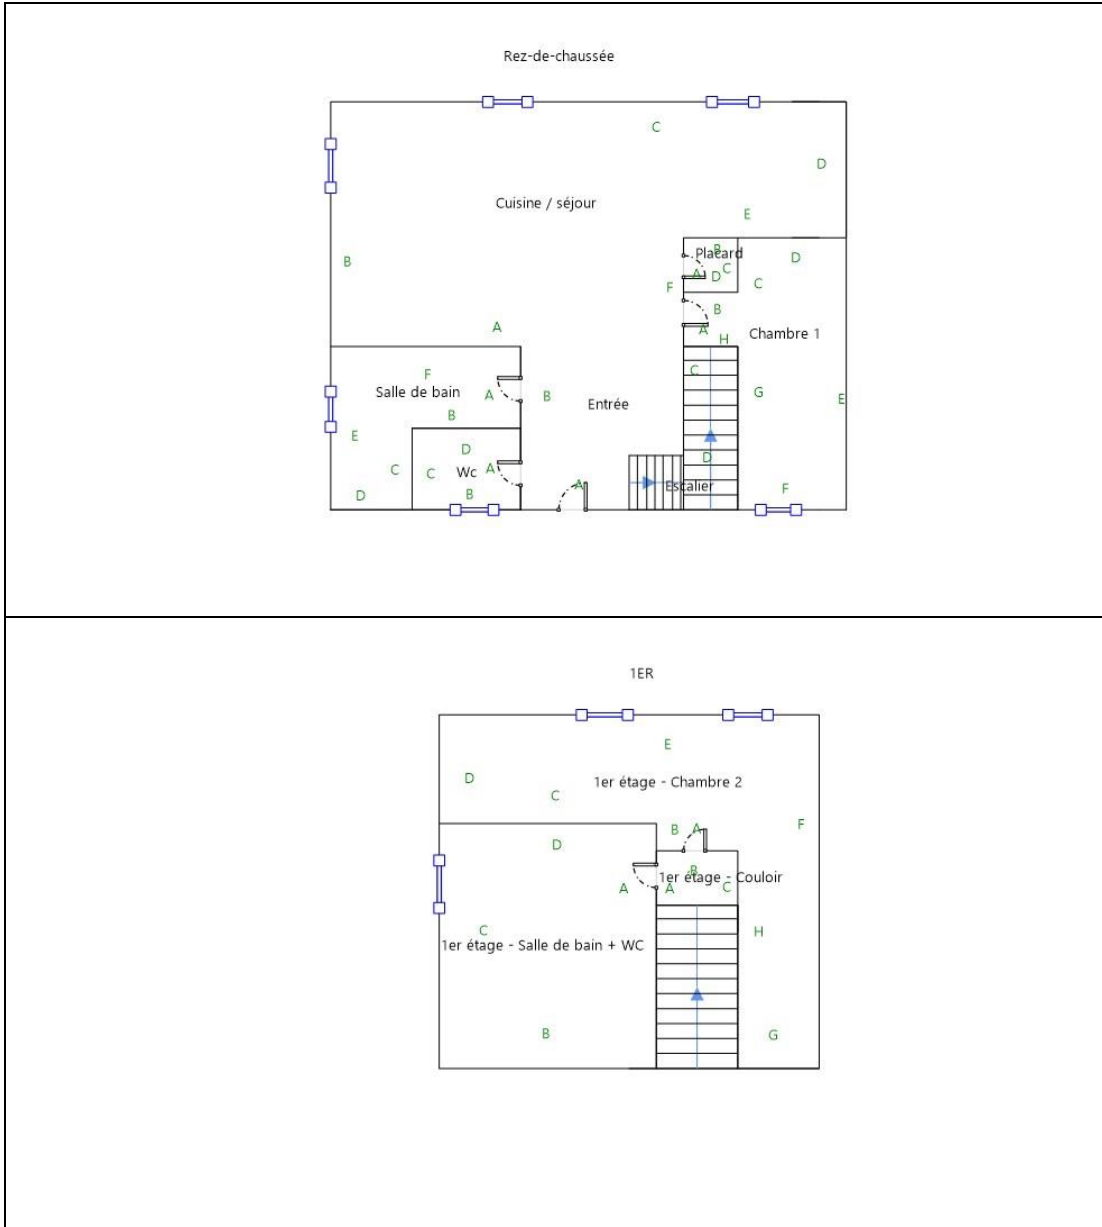 Rez-de-chaussée
C
D
Cuisine / séjour
E
B
Placard
B
D
C
A
D
C
F
B
A
Chambre 1
H
A
F
C
Salle de bain
A
B
Entrée
G
E
B
E
D
C
C
Wc
A
D
D
B
A
Escalier
F
1ER
E
D
C
1er étage - Chambre 2
B
A
F
D
B
1er étage - Couloir
A
A
C
C
1er étage - Salle de bain + WC
H
B
G